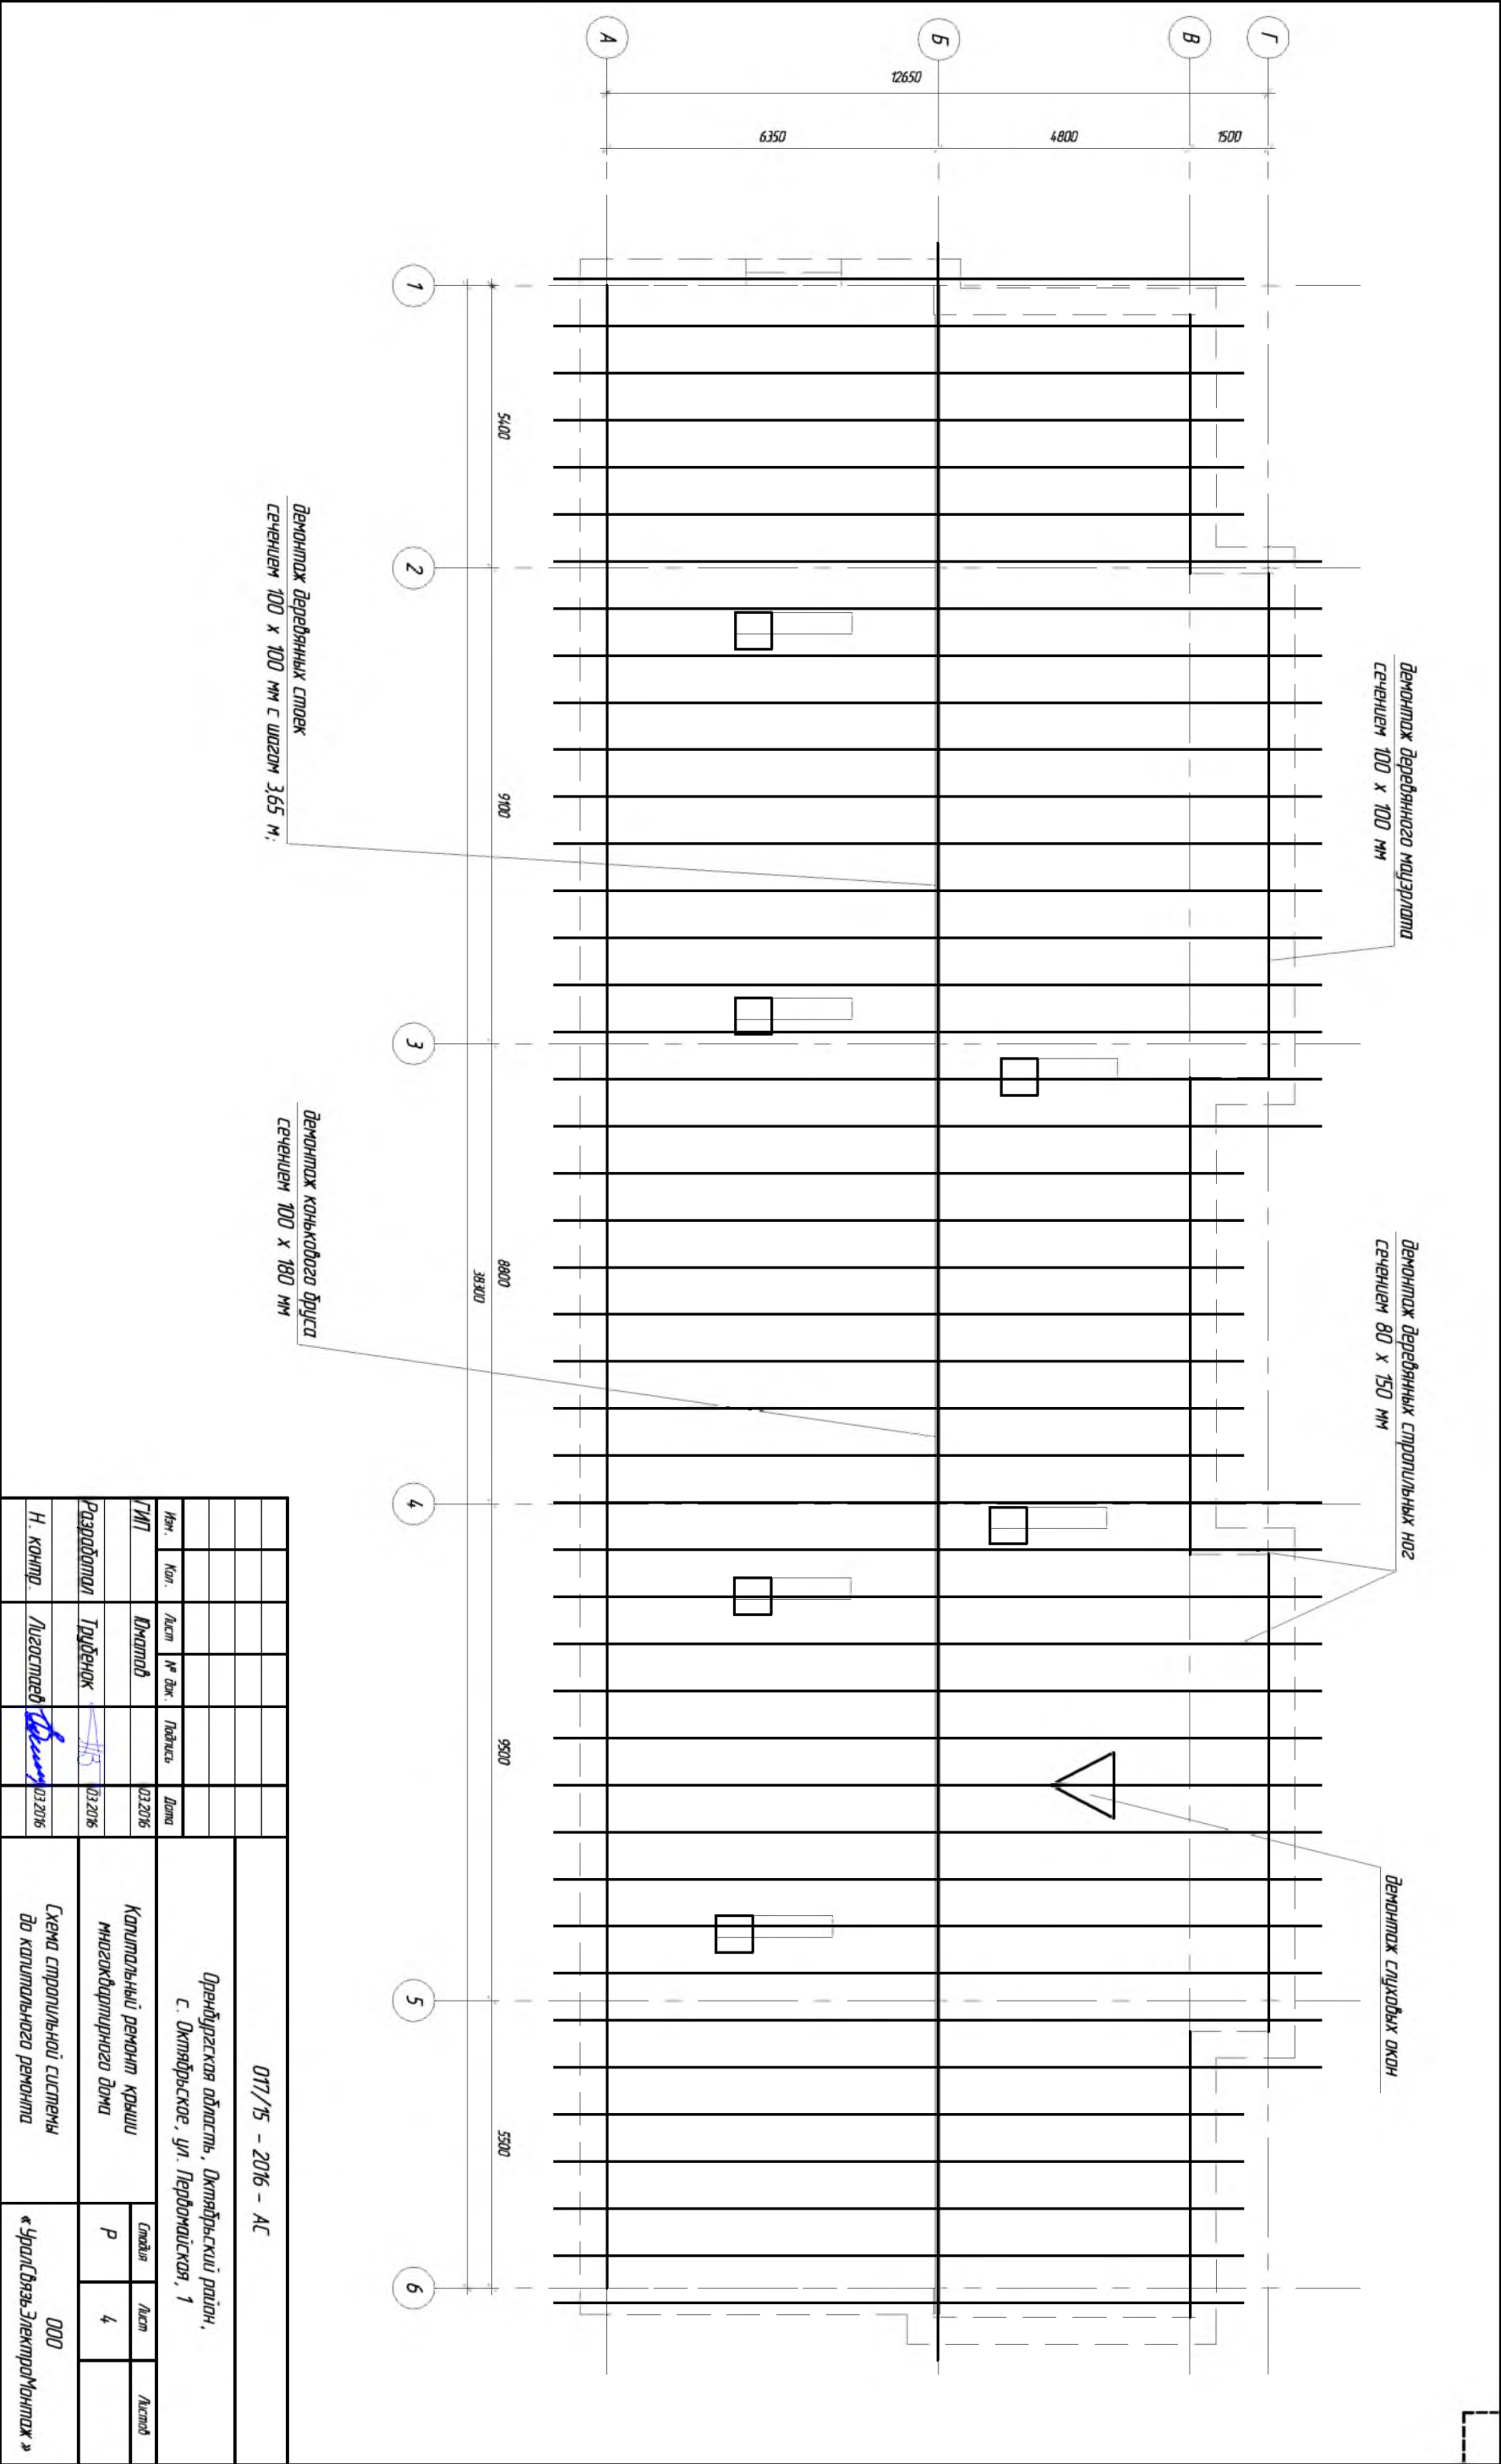 Г
В
Б
А
12650
1500
4800
6350
1
2
3
4
5
6
5400
9100
8800
9500
5500
38300
демонтаж деревянного мауэрлата
сечением 100 х 100 мм
демонтаж деревянных стропильных ног
сечением 80 х 150 мм
демонтаж слуховых окон
демонтаж деревянных стоек
сечением 100 х 100 мм с шагом 3,65 м;
демонтаж конькового бруса
сечением 100 х 180 мм
017/15 - 2016 - АС
Оренбургская область, Октябрьский район,
с. Октябрьское, ул. Первомайская, 1
Изм. Кол. Лист № док. Подпись Дата
ГИП Юматов 03.2016
Разработал Трубенок 03.2016
Н. контр. Лигостаев 03.2016
Капитальный ремонт крыши
многоквартирного дома
Стадия Лист Листов
Р 4
Схема стропильной системы
до капитального ремонта
ООО
«УралСвязьЭлектроМонтаж»